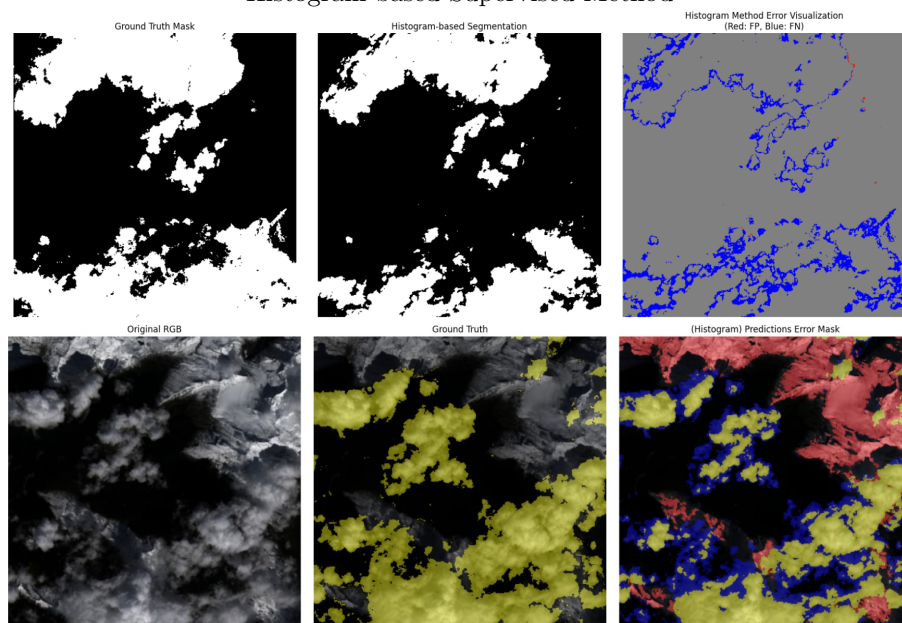 Histogram-based Supervised Method
Ground Truth Mask
Histogram-based Segmentation
Histogram Method Error Visualization
(Red: FP, Blue: FN)
Original RGB
Ground Truth
(Histogram) Predictions Error Mask